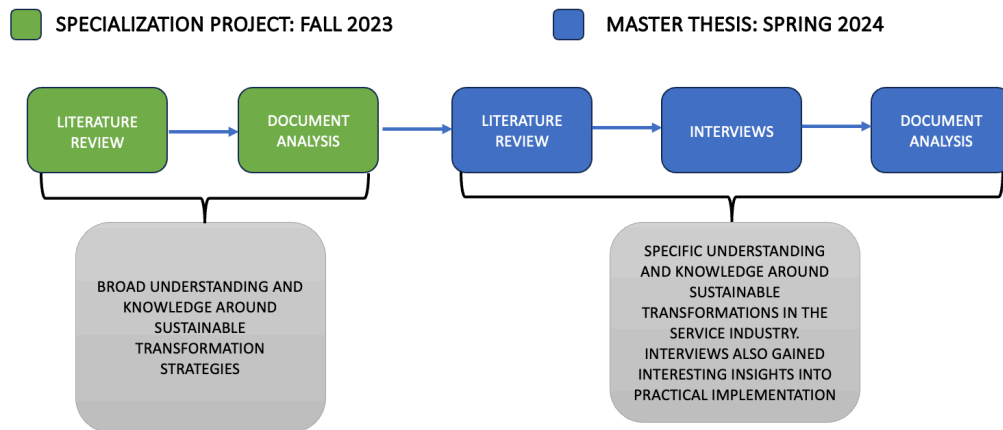 SPECIALIZATION PROJECT: FALL 2023
MASTER THESIS: SPRING 2024
LITERATURE
REVIEW
DOCUMENT
ANALYSIS
LITERATURE
REVIEW
INTERVIEWS
DOCUMENT
ANALYSIS
BROAD UNDERSTANDING AND
KNOWLEDGE AROUND
SUSTAINABLE
TRANSFORMATION
STRATEGIES
SPECIFIC UNDERSTANDING
AND KNOWLEDGE AROUND
SUSTAINABLE
TRANSFORMATIONS IN THE
SERVICE INDUSTRY.
INTERVIEWS ALSO GAINED
INTERESTING INSIGHTS INTO
PRACTICAL IMPLEMENTATION